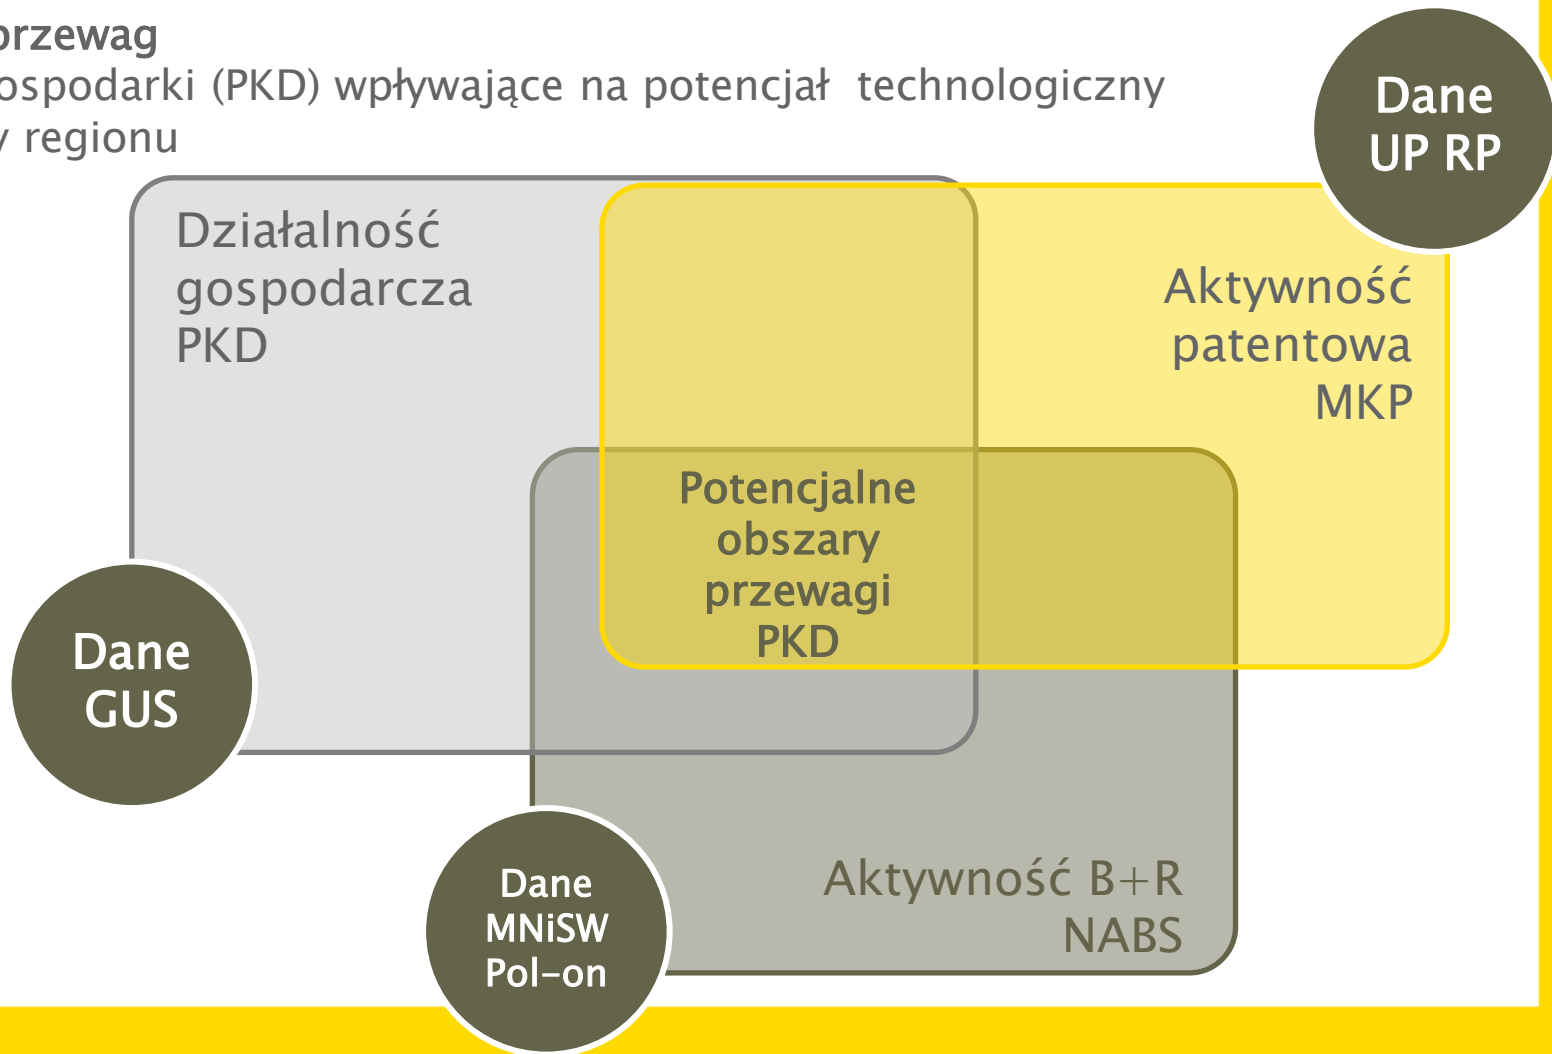 przewag
ospodarki (PKD) wpływające na potencjał technologiczny
y regionu
Dane
UP RP
Działalność
gospodarcza
PKD
Aktywność
patentowa
MKP
Potencjalne
obszary
przewagi
PKD
Dane
GUS
Dane
MNiSW
Pol-on
Aktywność B+R
NABS